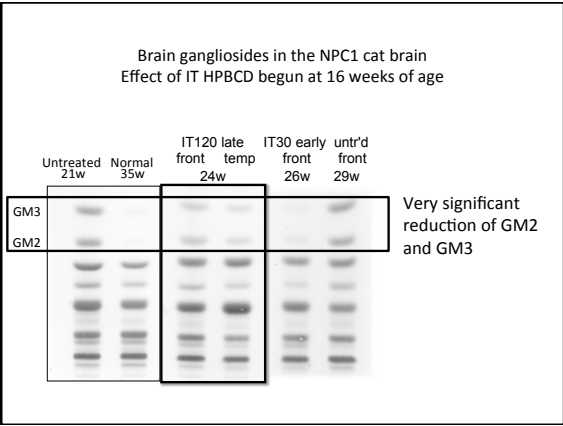 Brain gangliosides in the NPC1 cat brain
Effect of IT HPBCD begun at 16 weeks of age
IT120 late IT30 early untr'd
Untreated Normal front temp front front
21w 35w 24w 26w 29w
GM3
GM2
Very significant
reduction of GM2
and GM3